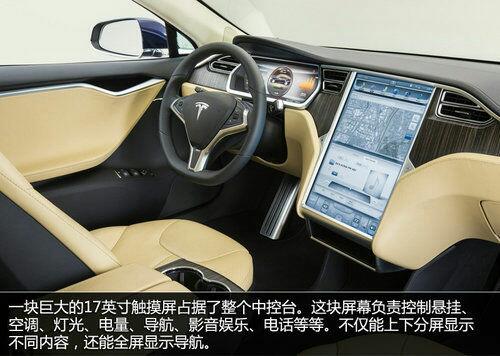 一块巨大的17英寸触摸屏占据了整个中控台。这块屏幕负责控制悬挂、
空调、灯光、电量、导航、影音娱乐、电话等等。不仅能上下分屏显示
不同内容，还能全屏显示导航。